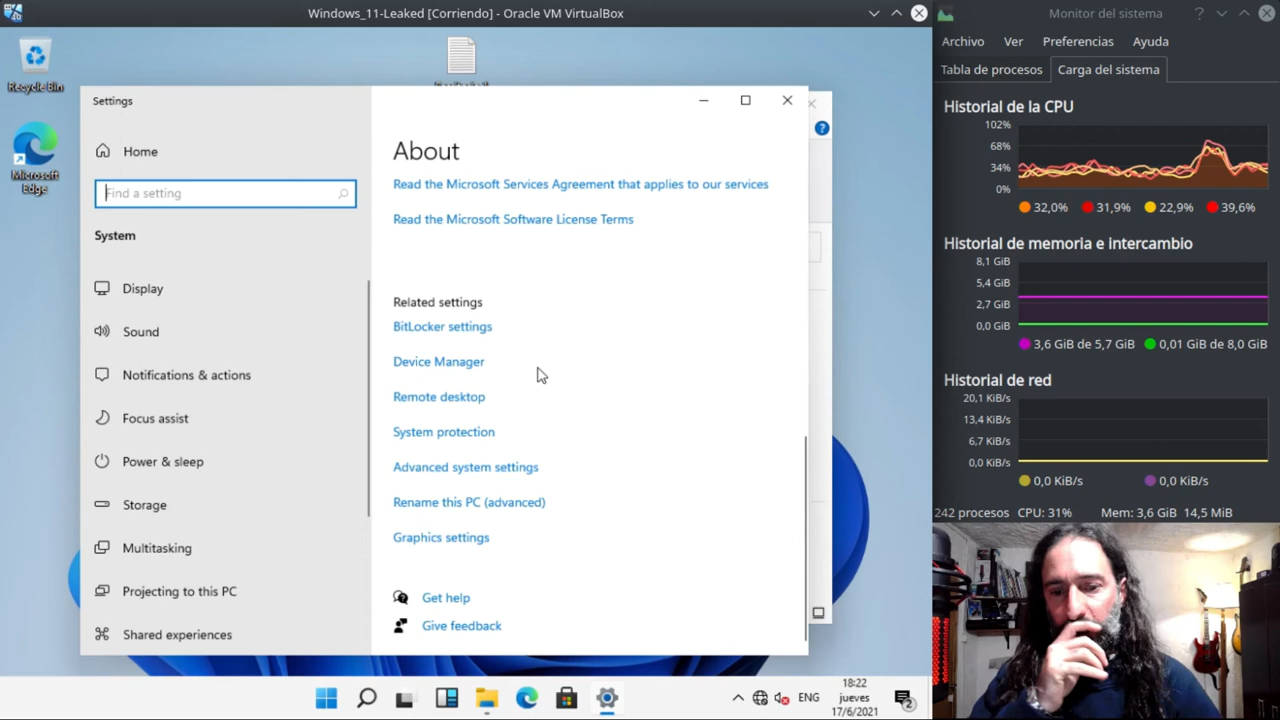 Windows_11-Leaked [Corriendo] - Oracle VM VirtualBox
Recycle Bin
Microsoft
Edge
Settings
Home
Find a setting
System
Display
Sound
Notifications & actions
Focus assist
Power & sleep
Storage
Multitasking
Projecting to this PC
Shared experiences
About
Read the Microsoft Services Agreement that applies to our services
Read the Microsoft Software License Terms
Related settings
BitLocker settings
Device Manager
Remote desktop
System protection
Advanced system settings
Rename this PC (advanced)
Graphics settings
Get help
Give feedback
ENG
18:22
jueves
17/6/2021
2
Monitor del sistema
Archivo Ver Preferencias Ayuda
Tabla de procesos Carga del sistema
Historial de la CPU
102%
68%
34%
0%
32,0% 31,9% 22,9% 39,6%
Historial de memoria e intercambio
8,1 GiB
5,4 GiB
2,7 GiB
0,0 GiB
3,6 GiB de 5,7 GiB 0,01 GiB de 8,0 GiB
Historial de red
20,1 KiB/s
13,4 KiB/s
6,7 KiB/s
0,0 KiB/s
0,0 KiB/s 0,0 KiB/s
242 procesos CPU: 31% Mem: 3,6 GiB 14,5 MiB